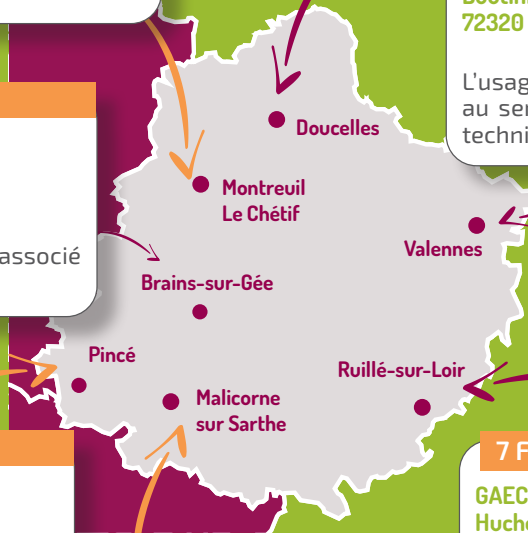 72320
L'usag
au ser
techni
Doucelles
Montreuil
Le Chétif
associé
Valennes
Brains-sur-Gée
Pincé
Ruillé-sur-Loir
Malicorne
sur Sarthe
7 F
GAEC
Huch